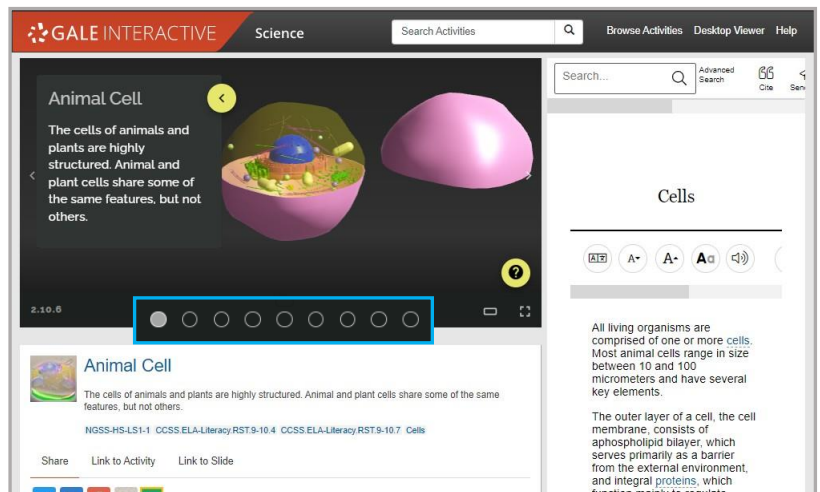 GALE INTERACTIVE
Science
Search Activities
Browse Activities Desktop Viewer Help
Animal Cell
The cells of animals and
plants are highly
structured. Animal and
plant cells share some of
the same features, but not
others.
2.10.6
Search...
Advanced
Search
Cite
Cells
A-
A-
Aa
All living organisms are
comprised of one or more cells.
Most animal cells range in size
between 10 and 100
micrometers and have several
key elements.
The outer layer of a cell, the cell
membrane, consists of
aphospholipid bilayer, which
serves primarily as a barrier
from the external environment,
and integral proteins, which
function mainly to regulate
Animal Cell
The cells of animals and plants are highly structured. Animal and plant cells share some of the same
features, but not others.
NGSS-HS-LS1-1 CCSS.ELA-Literacy.RST.9-10.4 CCSS.ELA-Literacy.RST.9-10.7 Cells
Share Link to Activity Link to Slide